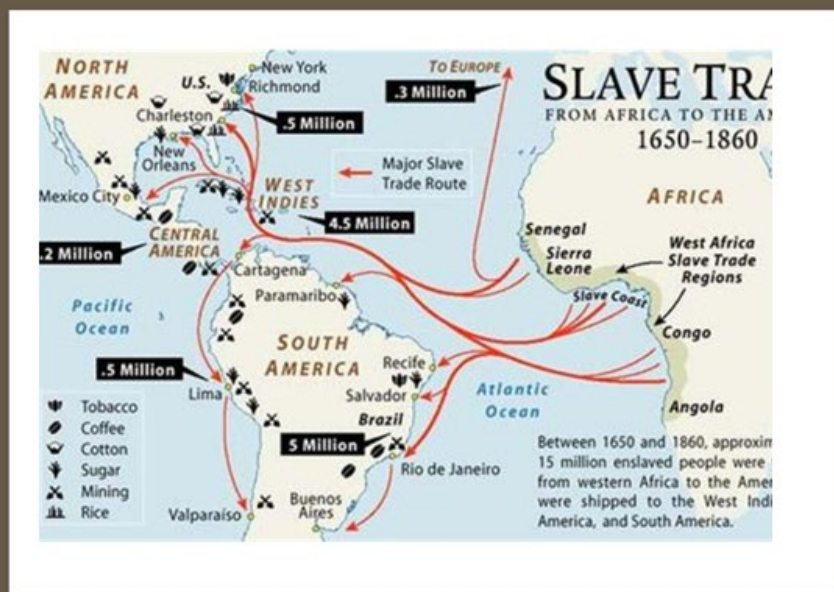 NORTH
AMERICA
U.S.
New York
Richmond
Charleston
.5 Million
New
Orleans
Mexico City
WEST
INDIES
4.5 Million
.2 Million
CENTRAL
AMERICA
Cartagena
Paramaribo
Pacific
Ocean
SOUTH
AMERICA
.5 Million
Lima
Recife
Salvador
Brazil
5 Million
Rio de Janeiro
Buenos
Aires
Valparaíso
Tobacco
Coffee
Cotton
Sugar
Mining
Rice
TO EUROPE
.3 Million
Major Slave
Trade Route
SLAVE TRA
FROM AFRICA TO THE AM
1650–1860
AFRICA
Senegal
Sierra
Leone
West Africa
Slave Trade
Regions
Slave Coast
Congo
Angola
Atlantic
Ocean
Between 1650 and 1860, approxim
15 million enslaved people were
from western Africa to the Amer
were shipped to the West Indi
America, and South America.